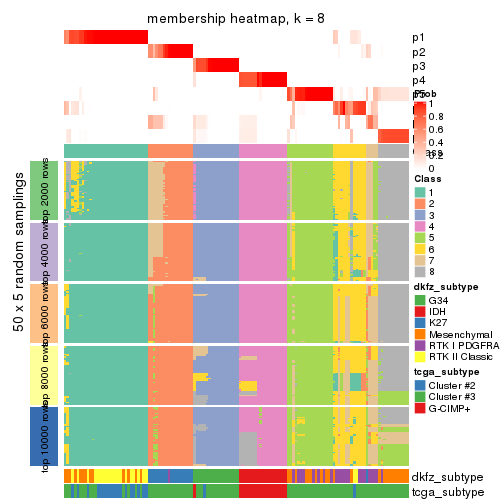 membership heatmap, k = 8
p1
p2
p3
p4
Prob
1
0.8
0.6
0.4
0.2
0
Class
1
2
3
4
5
6
7
8
dkfz_subtype
G34
IDH
K27
Mesenchymal
RTK I PDGFRA
RTK II Classic
tcga_subtype
Cluster #2
Cluster #3
G-CIMP+
50 x 5 random samplings
top 2000 rows
top 4000 rows
top 6000 rows
top 8000 rows
top 10000 rows
dkfz_subtype
tcga_subtype